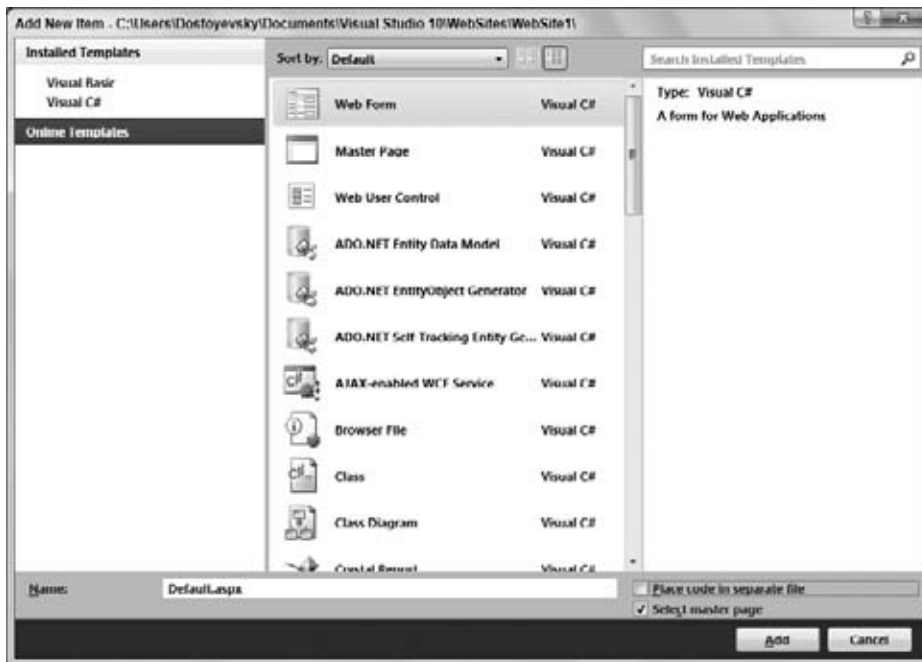 Add New Item - C:\Users\Dostoyevsky\Documents\Visual Studio 10\WebSites\WebSite1\
Installed Templates
Visual Basic
Visual C#
Online Templates
Sort by: Default
Search Installed Templates
Web Form Visual C#
Master Page Visual C#
Web User Control Visual C#
ADO.NET Entity Data Model Visual C#
ADO.NET EntityObject Generator Visual C#
ADO.NET Self Tracking Entity Ge... Visual C#
AJAX-enabled WCF Service Visual C#
Browser File Visual C#
Class Visual C#
Class Diagram Visual C#
Crystal Report Visual C#
Type: Visual C#
A form for Web Applications
Name: Default.aspx
Place code in separate file
Select master page
Add Cancel